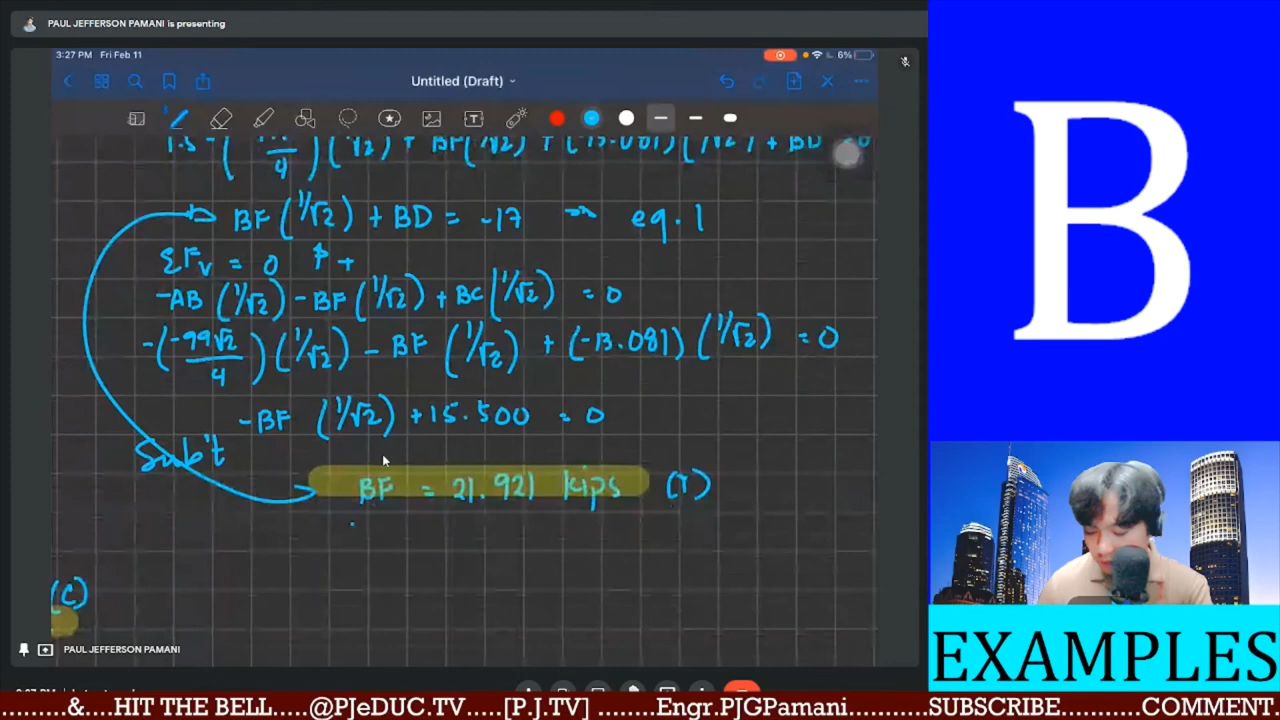 PAUL JEFFERSON PAMANI is presenting
3:27 PM Fri Feb 11
6%
Untitled (Draft)
BF (1/√2) + BD = -17 ⇒ eq. 1
ΣFv = 0 ↑+
-AB (1/√2) - BF (1/√2) + BC (1/√2) = 0
-(-99√2/4)(1/√2) - BF (1/√2) + (-13.081)(1/√2) = 0
-BF (1/√2) + 15.500 = 0
Sub't
BF = 21.921 kips (T)
(C)
PAUL JEFFERSON PAMANI
B
EXAMPLES
.........&....HIT THE BELL.....@PJeDUC.TV.....[P.J.TV].......Engr.PJGPamani..........SUBSCRIBE...........COMMENT.